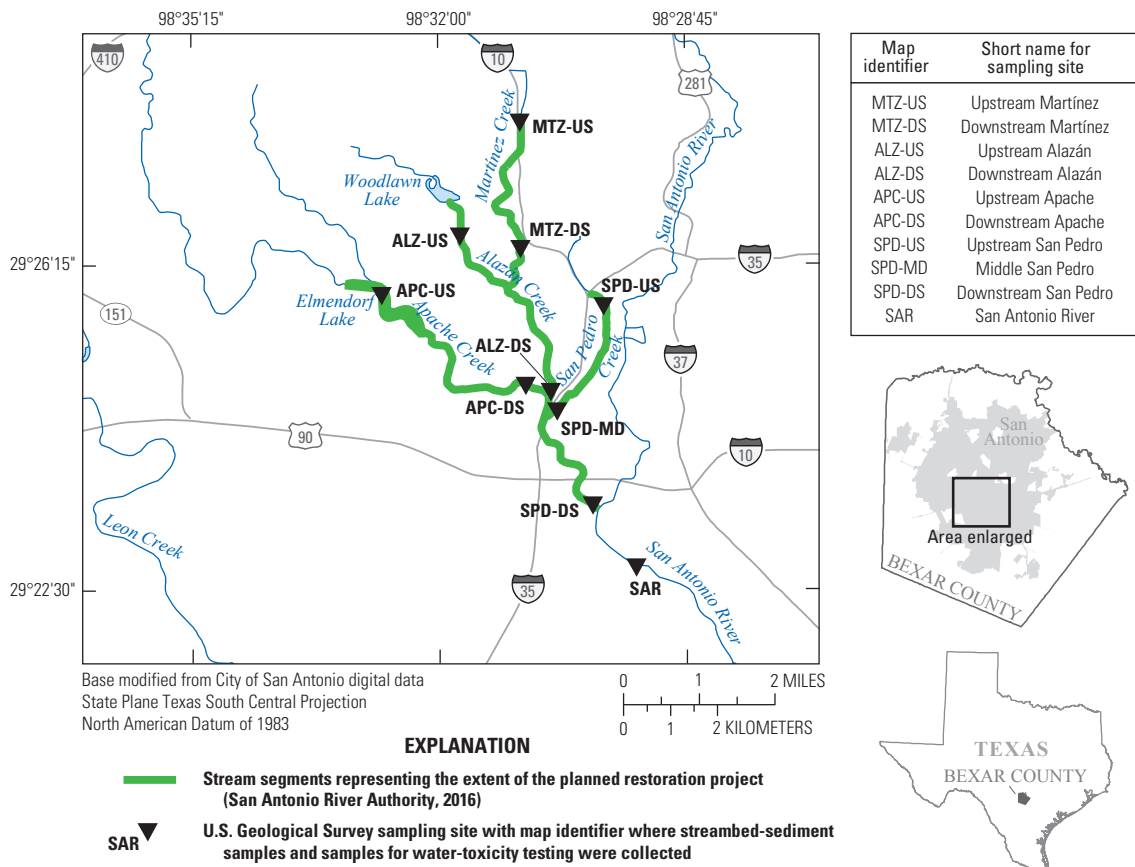 98°35'15"
98°32'00"
98°28'45"
410
10
281
Martínez Creek
MTZ-US
San Antonio River
Woodlawn
Lake
ALZ-US
MTZ-DS
35
29°26'15"
Alazán Creek
SPD-US
APC-US
Elmendorf
Lake
151
Apache Creek
ALZ-DS
San Pedro
Creek
37
APC-DS
SPD-MD
90
10
SPD-DS
Leon Creek
San Antonio River
SAR
29°22'30"
35
Map
identifier
Short name for
sampling site
MTZ-US Upstream Martínez
MTZ-DS Downstream Martínez
ALZ-US Upstream Alazán
ALZ-DS Downstream Alazán
APC-US Upstream Apache
APC-DS Downstream Apache
SPD-US Upstream San Pedro
SPD-MD Middle San Pedro
SPD-DS Downstream San Pedro
SAR San Antonio River
San
Antonio
Area enlarged
BEXAR COUNTY
TEXAS
BEXAR COUNTY
Base modified from City of San Antonio digital data
State Plane Texas South Central Projection
North American Datum of 1983
0 1 2 MILES
0 1 2 KILOMETERS
EXPLANATION
Stream segments representing the extent of the planned restoration project
(San Antonio River Authority, 2016)
SAR
U.S. Geological Survey sampling site with map identifier where streambed-sediment
samples and samples for water-toxicity testing were collected